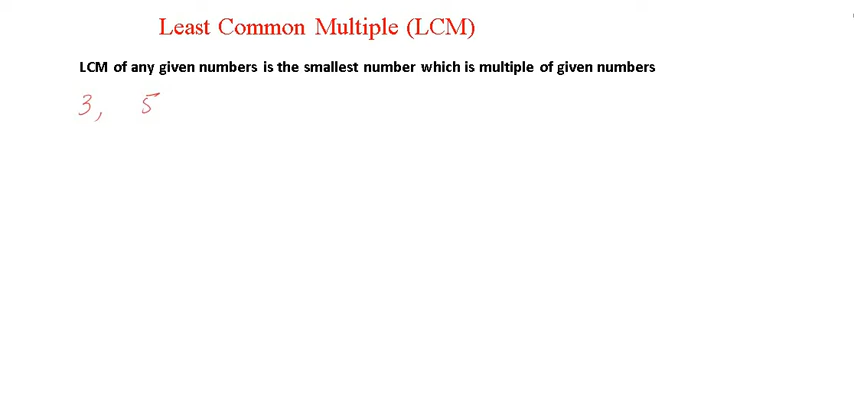 Least Common Multiple (LCM)
LCM of any given numbers is the smallest number which is multiple of given numbers
3, 5